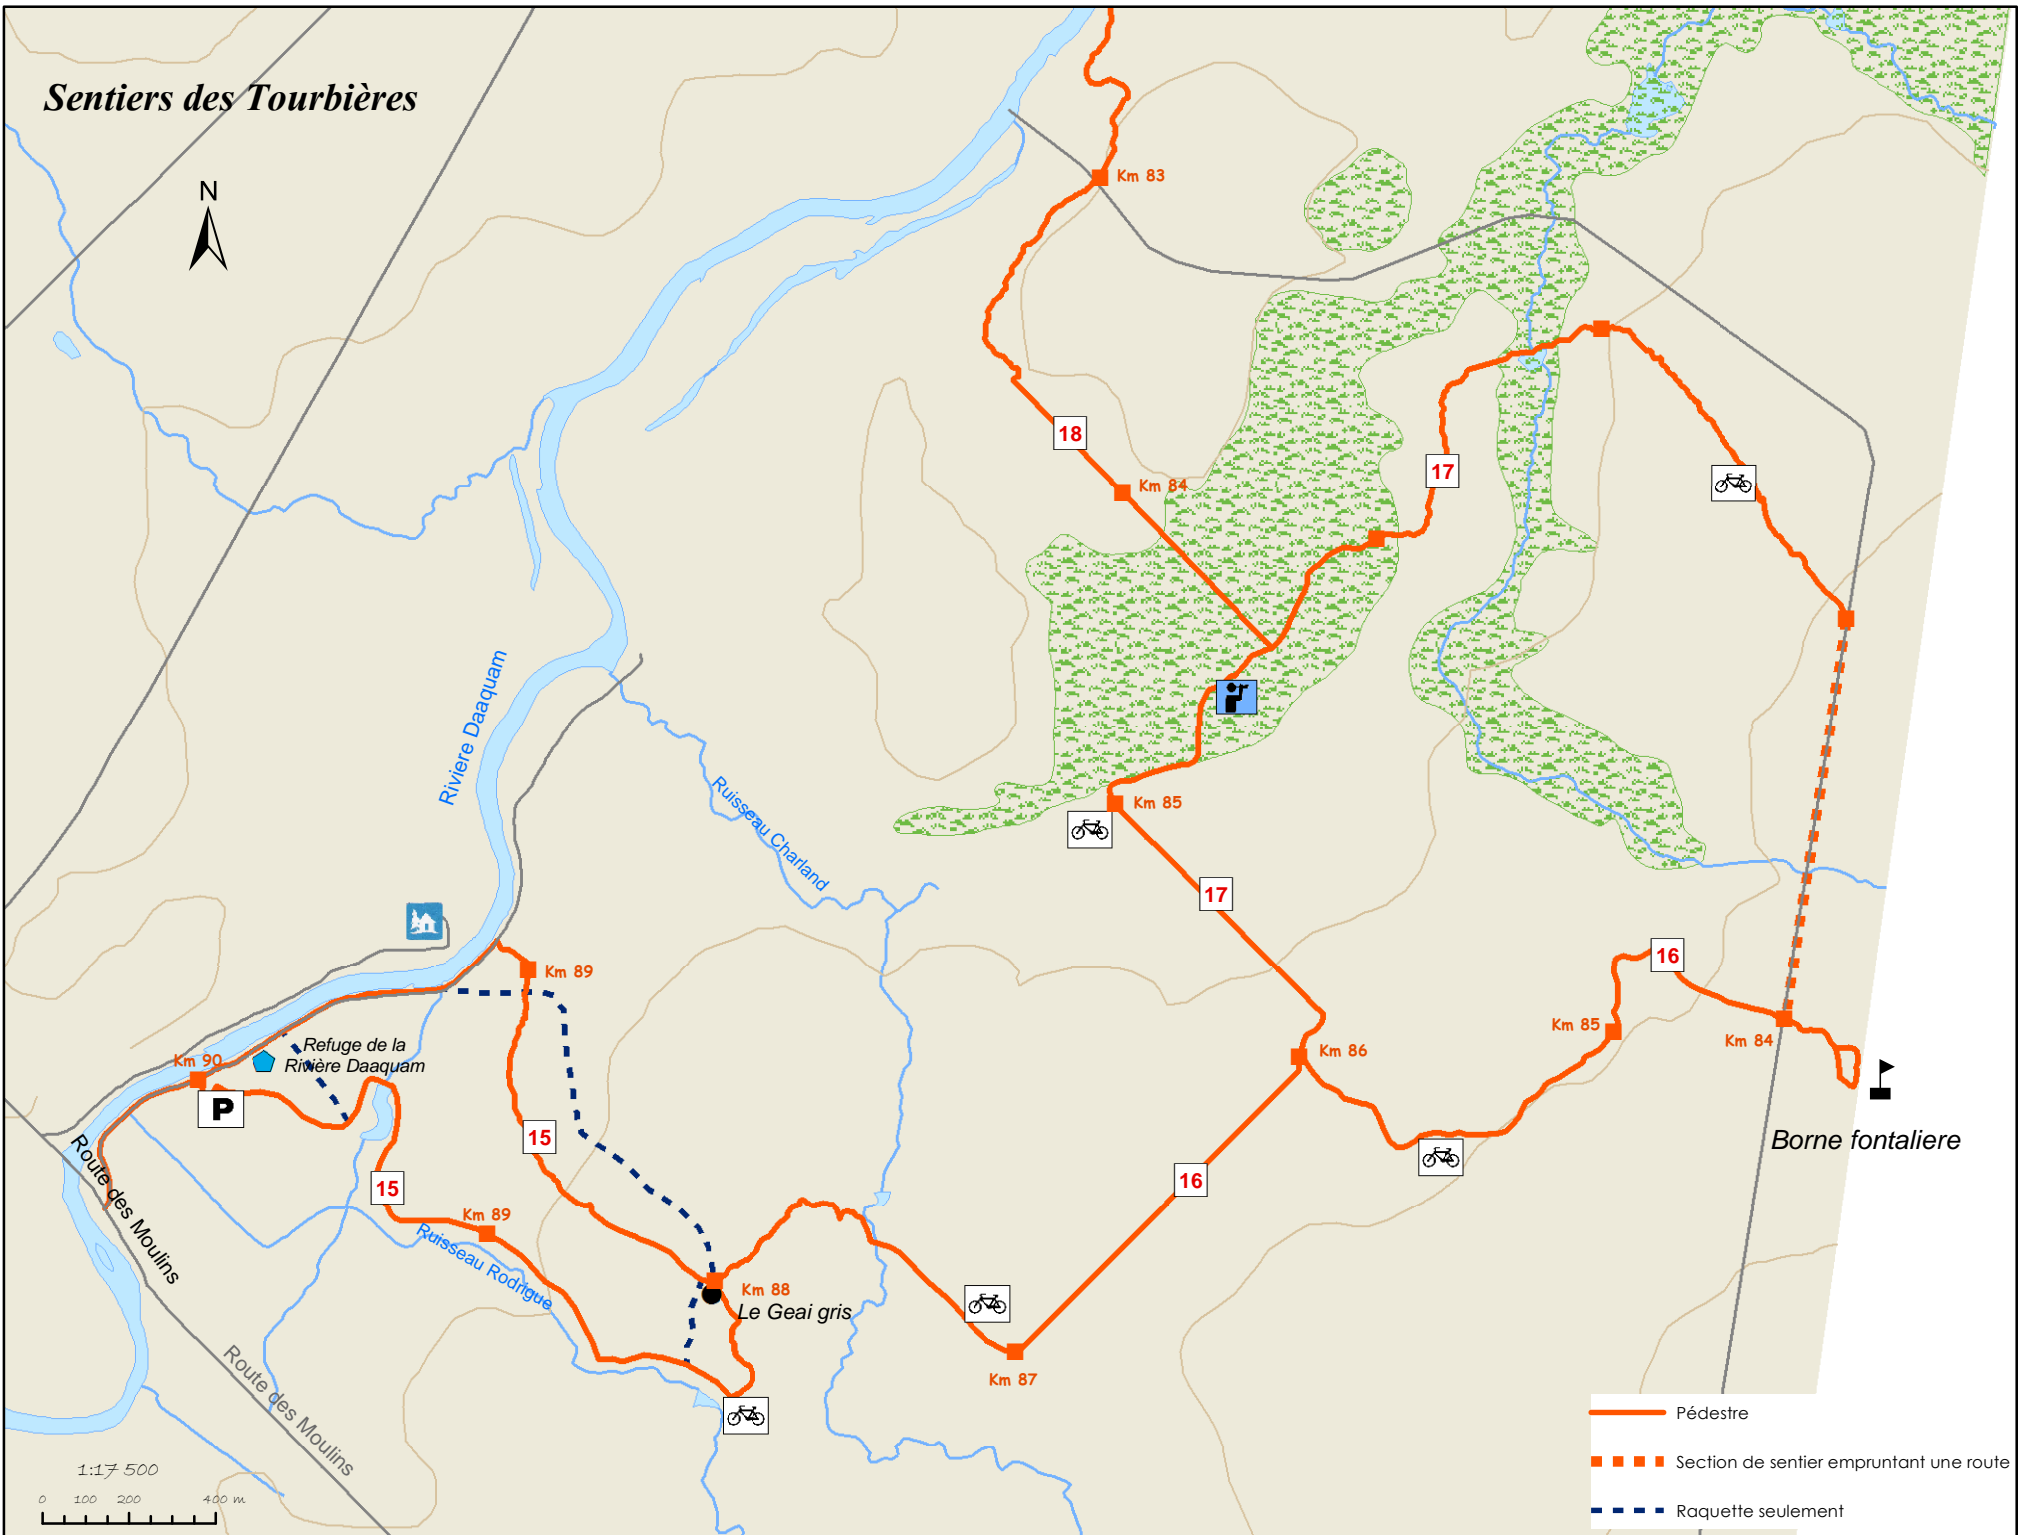 Sentiers des Tourbières
N
Km 83
18
Km 84
17
Riviere Daaquam
Ruisseau Charland
Km 85
17
16
Km 89
Km 85
Km 84
Km 86
Refuge de la
Rivière Daaquam
Km 90
P
15
15
16
Borne fontaliere
Route des Moulins
Km 89
Ruisseau Rodrigue
Km 88
Le Geai gris
Km 87
Route des Moulins
1:17 500
0 100 200 400 m
Pédestre
Section de sentier empruntant une route
Raquette seulement